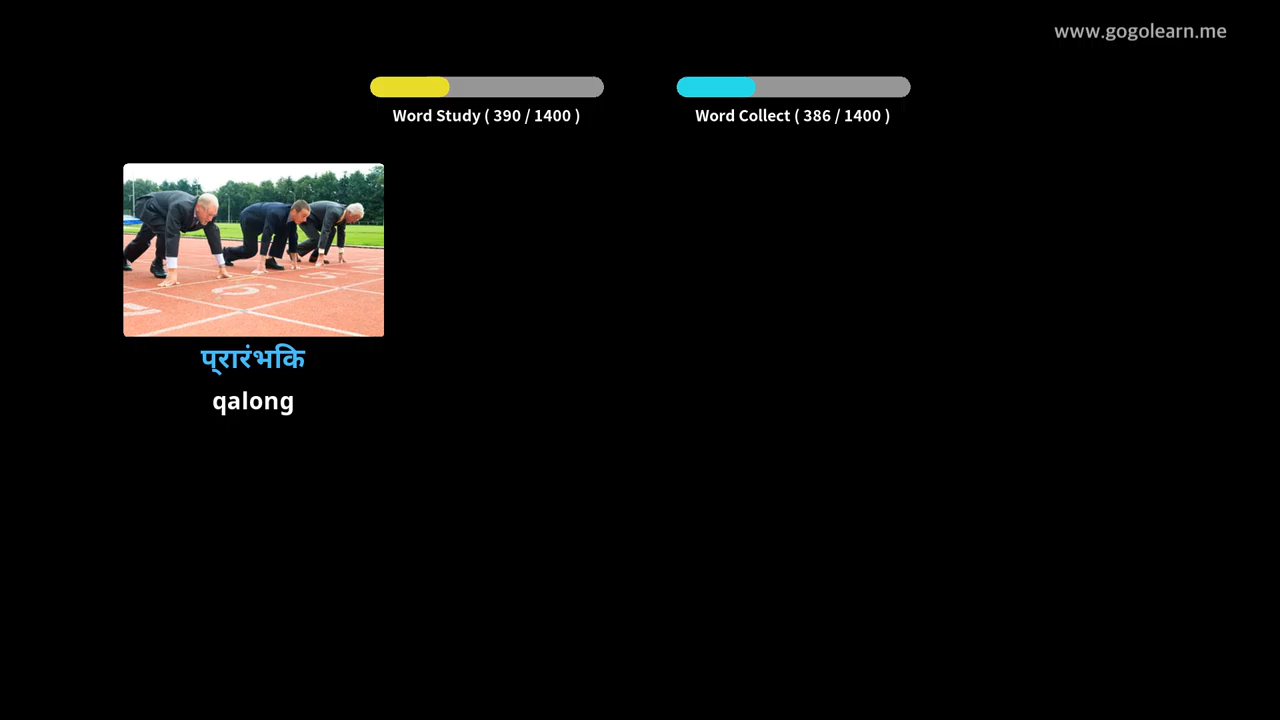 www.gogolearn.me
Word Study ( 390 / 1400 )
Word Collect ( 386 / 1400 )
प्रारंभकि
qalong